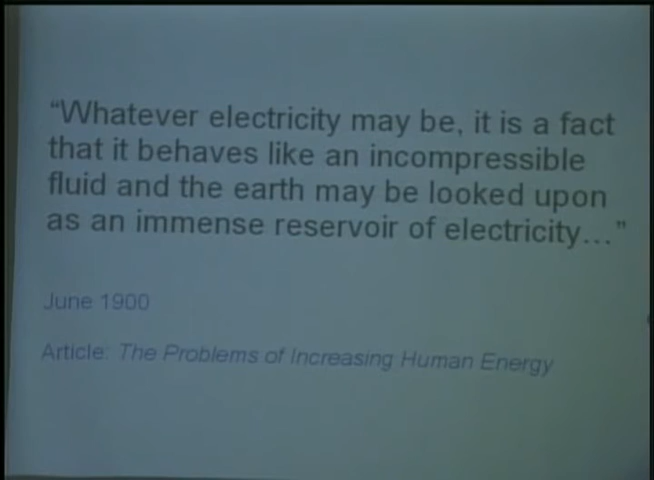 “Whatever electricity may be, it is a fact
that it behaves like an incompressible
fluid and the earth may be looked upon
as an immense reservoir of electricity…”
June 1900
Article: The Problems of Increasing Human Energy